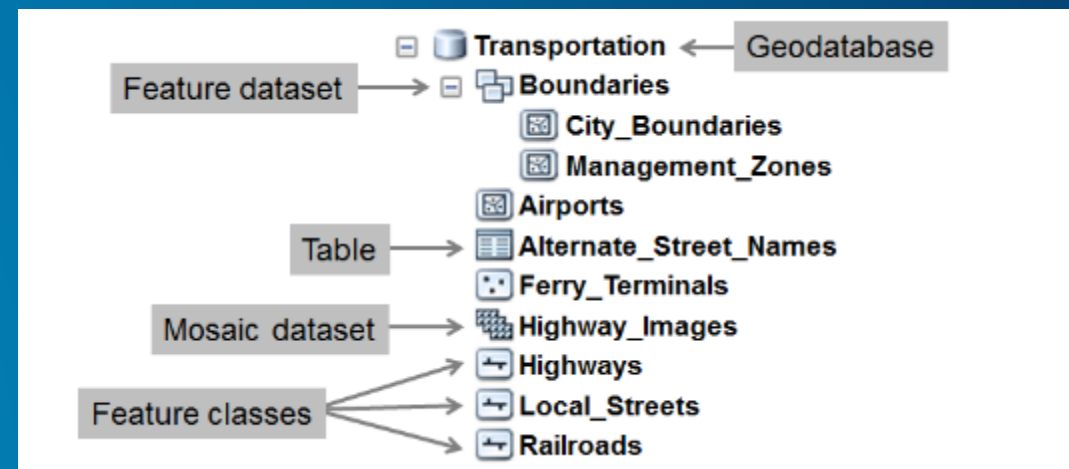 Transportation Geodatabase
Feature dataset Boundaries
City_Boundaries
Management_Zones
Airports
Table Alternate_Street_Names
Ferry_Terminals
Mosaic dataset Highway_Images
Highways
Feature classes Local_Streets
Railroads